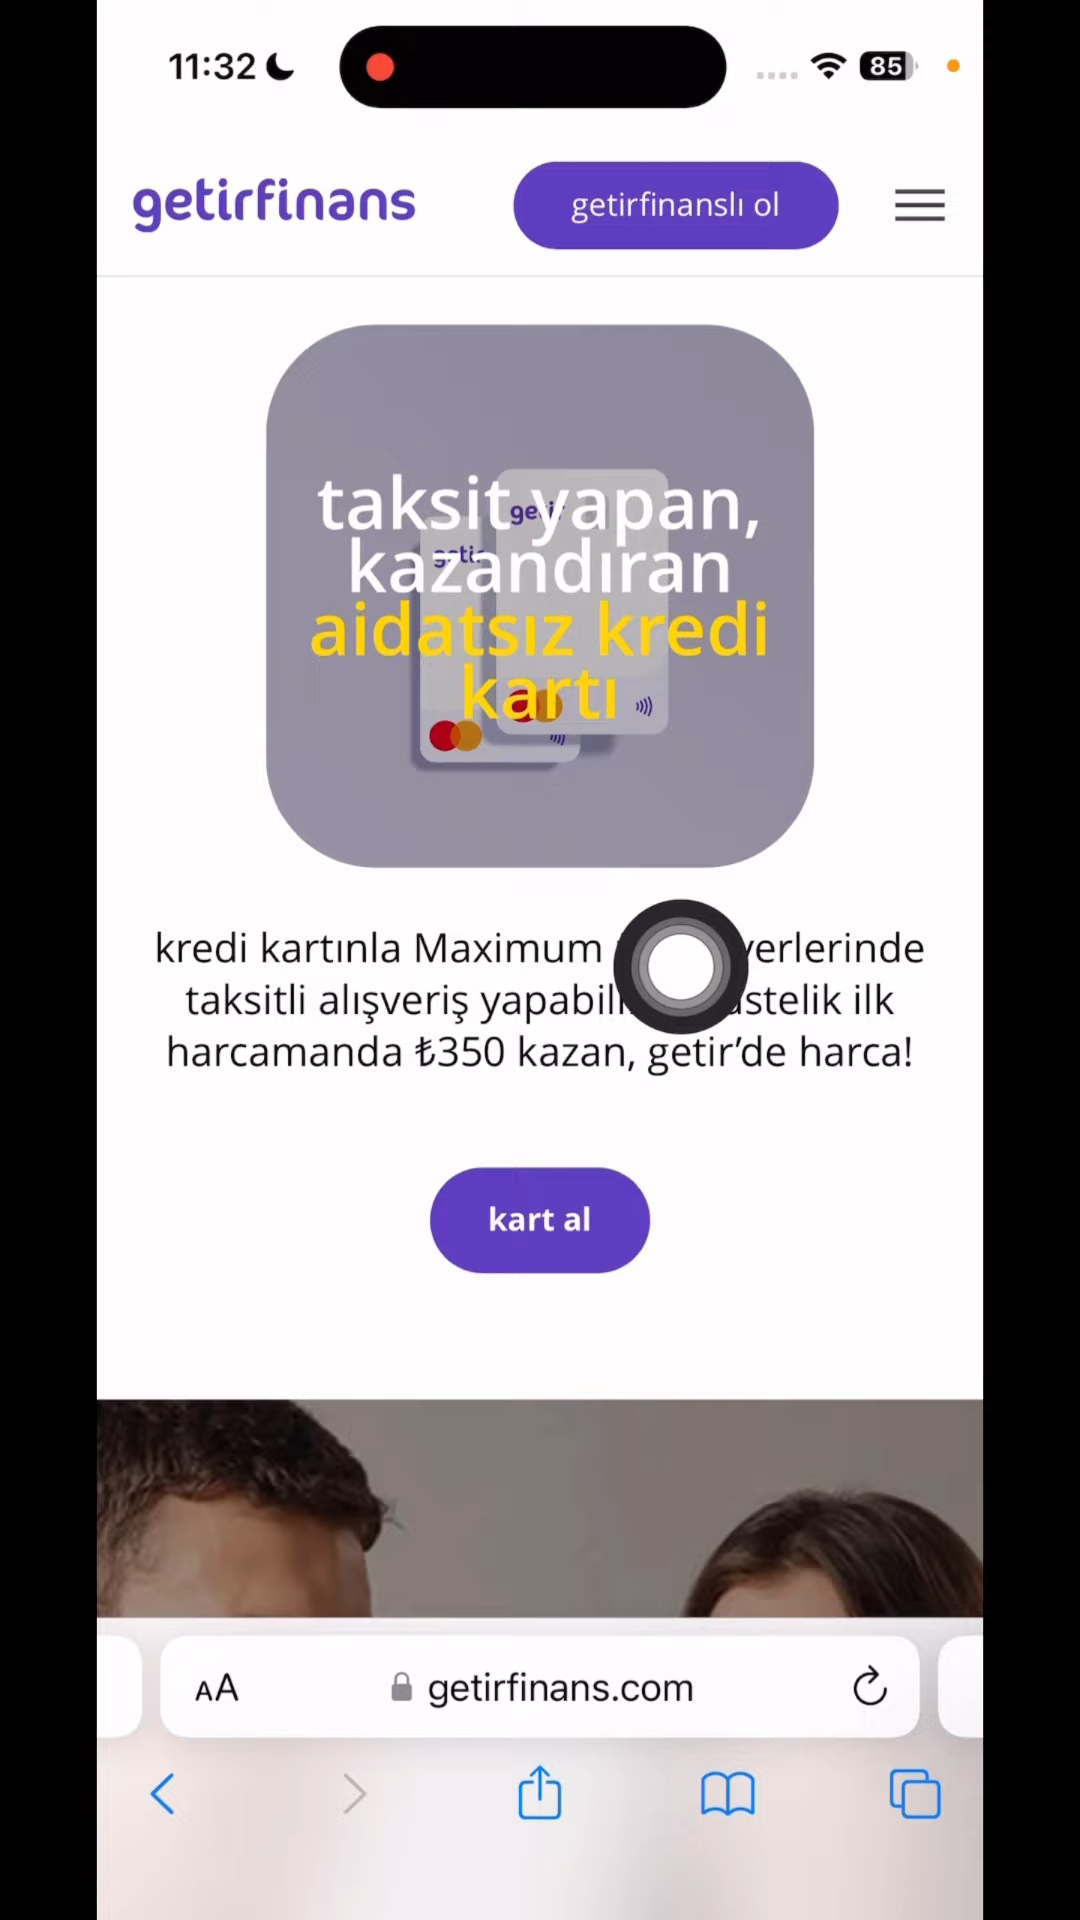 11:32
85
getirfinans
getirfinanslı ol
taksit yapan,
kazandıran
aidatsız kredi
kartı
kredi kartınla Maximum yerlerinde
taksitli alışveriş yapabili stelik ilk
harcamanda ₺350 kazan, getir’de harca!
kart al
AA
getirfinans.com